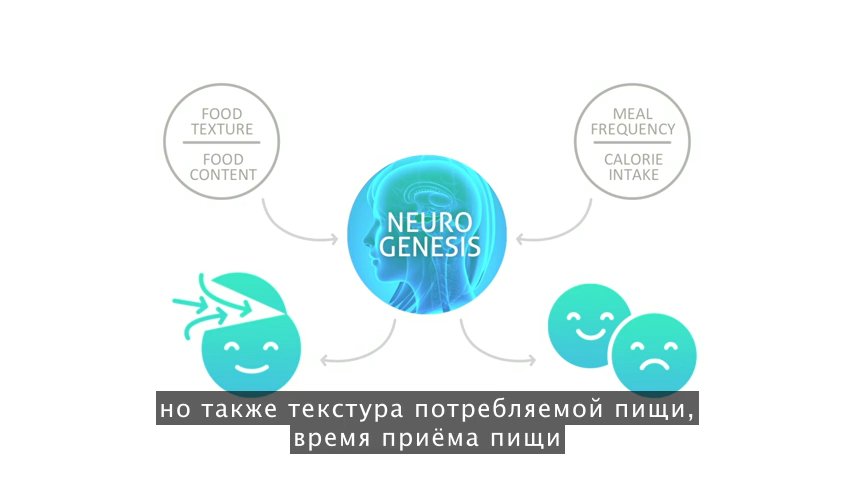 FOOD
TEXTURE
FOOD
CONTENT
MEAL
FREQUENCY
CALORIE
INTAKE
NEURO
GENESIS
но также текстура потребляемой пищи,
время приёма пищи